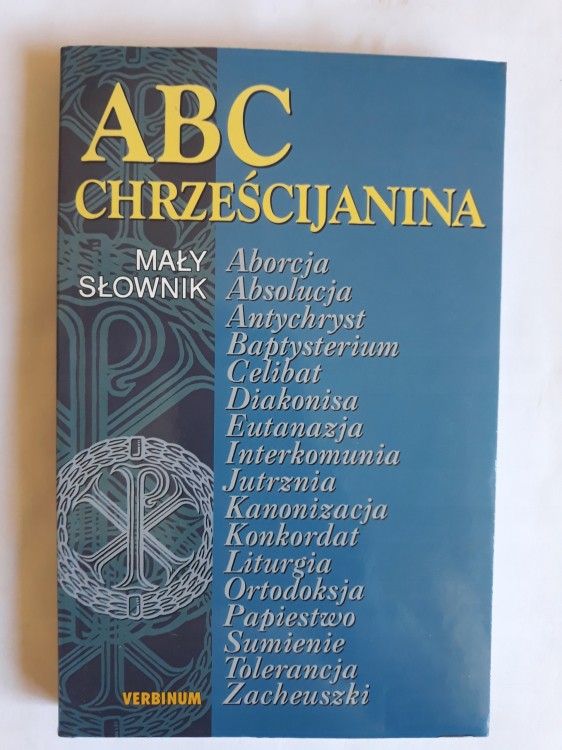 ABC
CHRZEŚCIJANINA
MAŁY
SŁOWNIK
Aborcja
Absolucja
Antychryst
Baptysterium
Celibat
Diakonisa
Eutanazja
Interkomunia
Jutrznia
Kanonizacja
Konkordat
Liturgia
Ortodoksja
Papiestwo
Sumienie
Tolerancja
Zacheuszki
VERBINUM